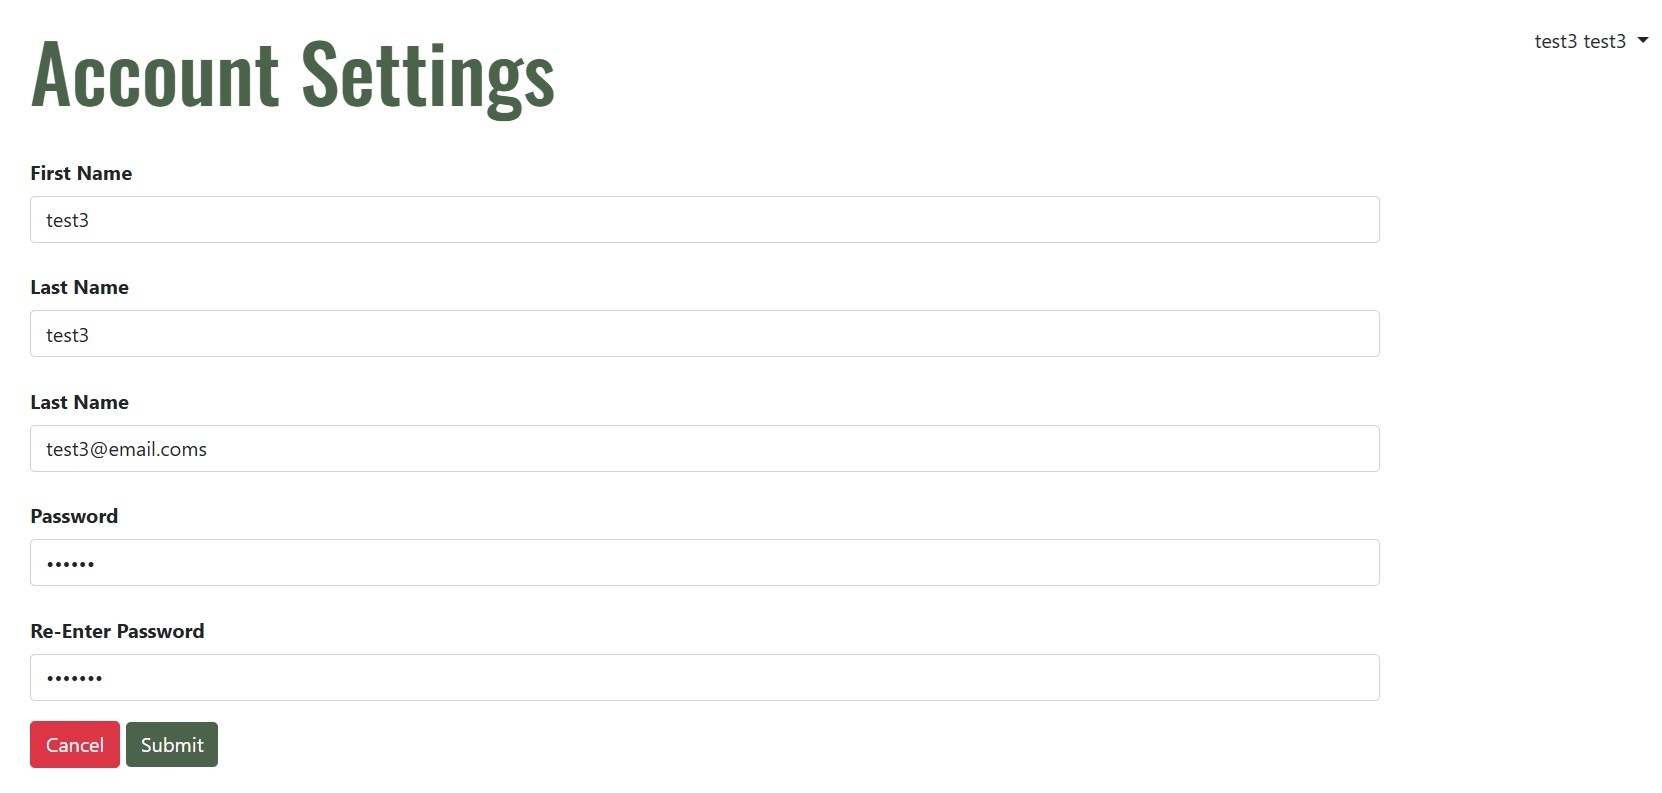 Account Settings
test3 test3
First Name
test3
Last Name
test3
Last Name
test3@email.coms
Password
••••••
Re-Enter Password
•••••••
Cancel Submit